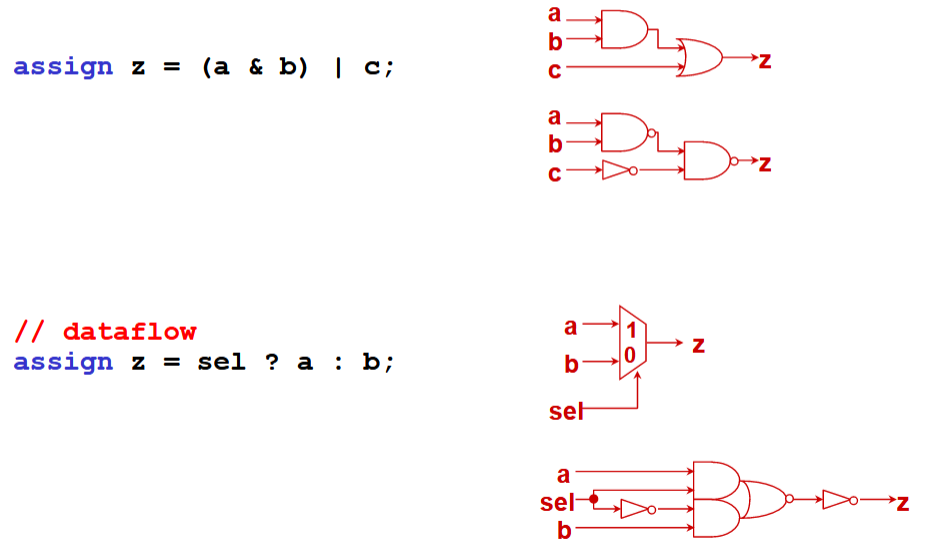 assign z = (a & b) | c;
a
b
c
z
a
b
c
z
// dataflow
assign z = sel ? a : b;
a
1
z
b
0
sel
a
sel
z
b